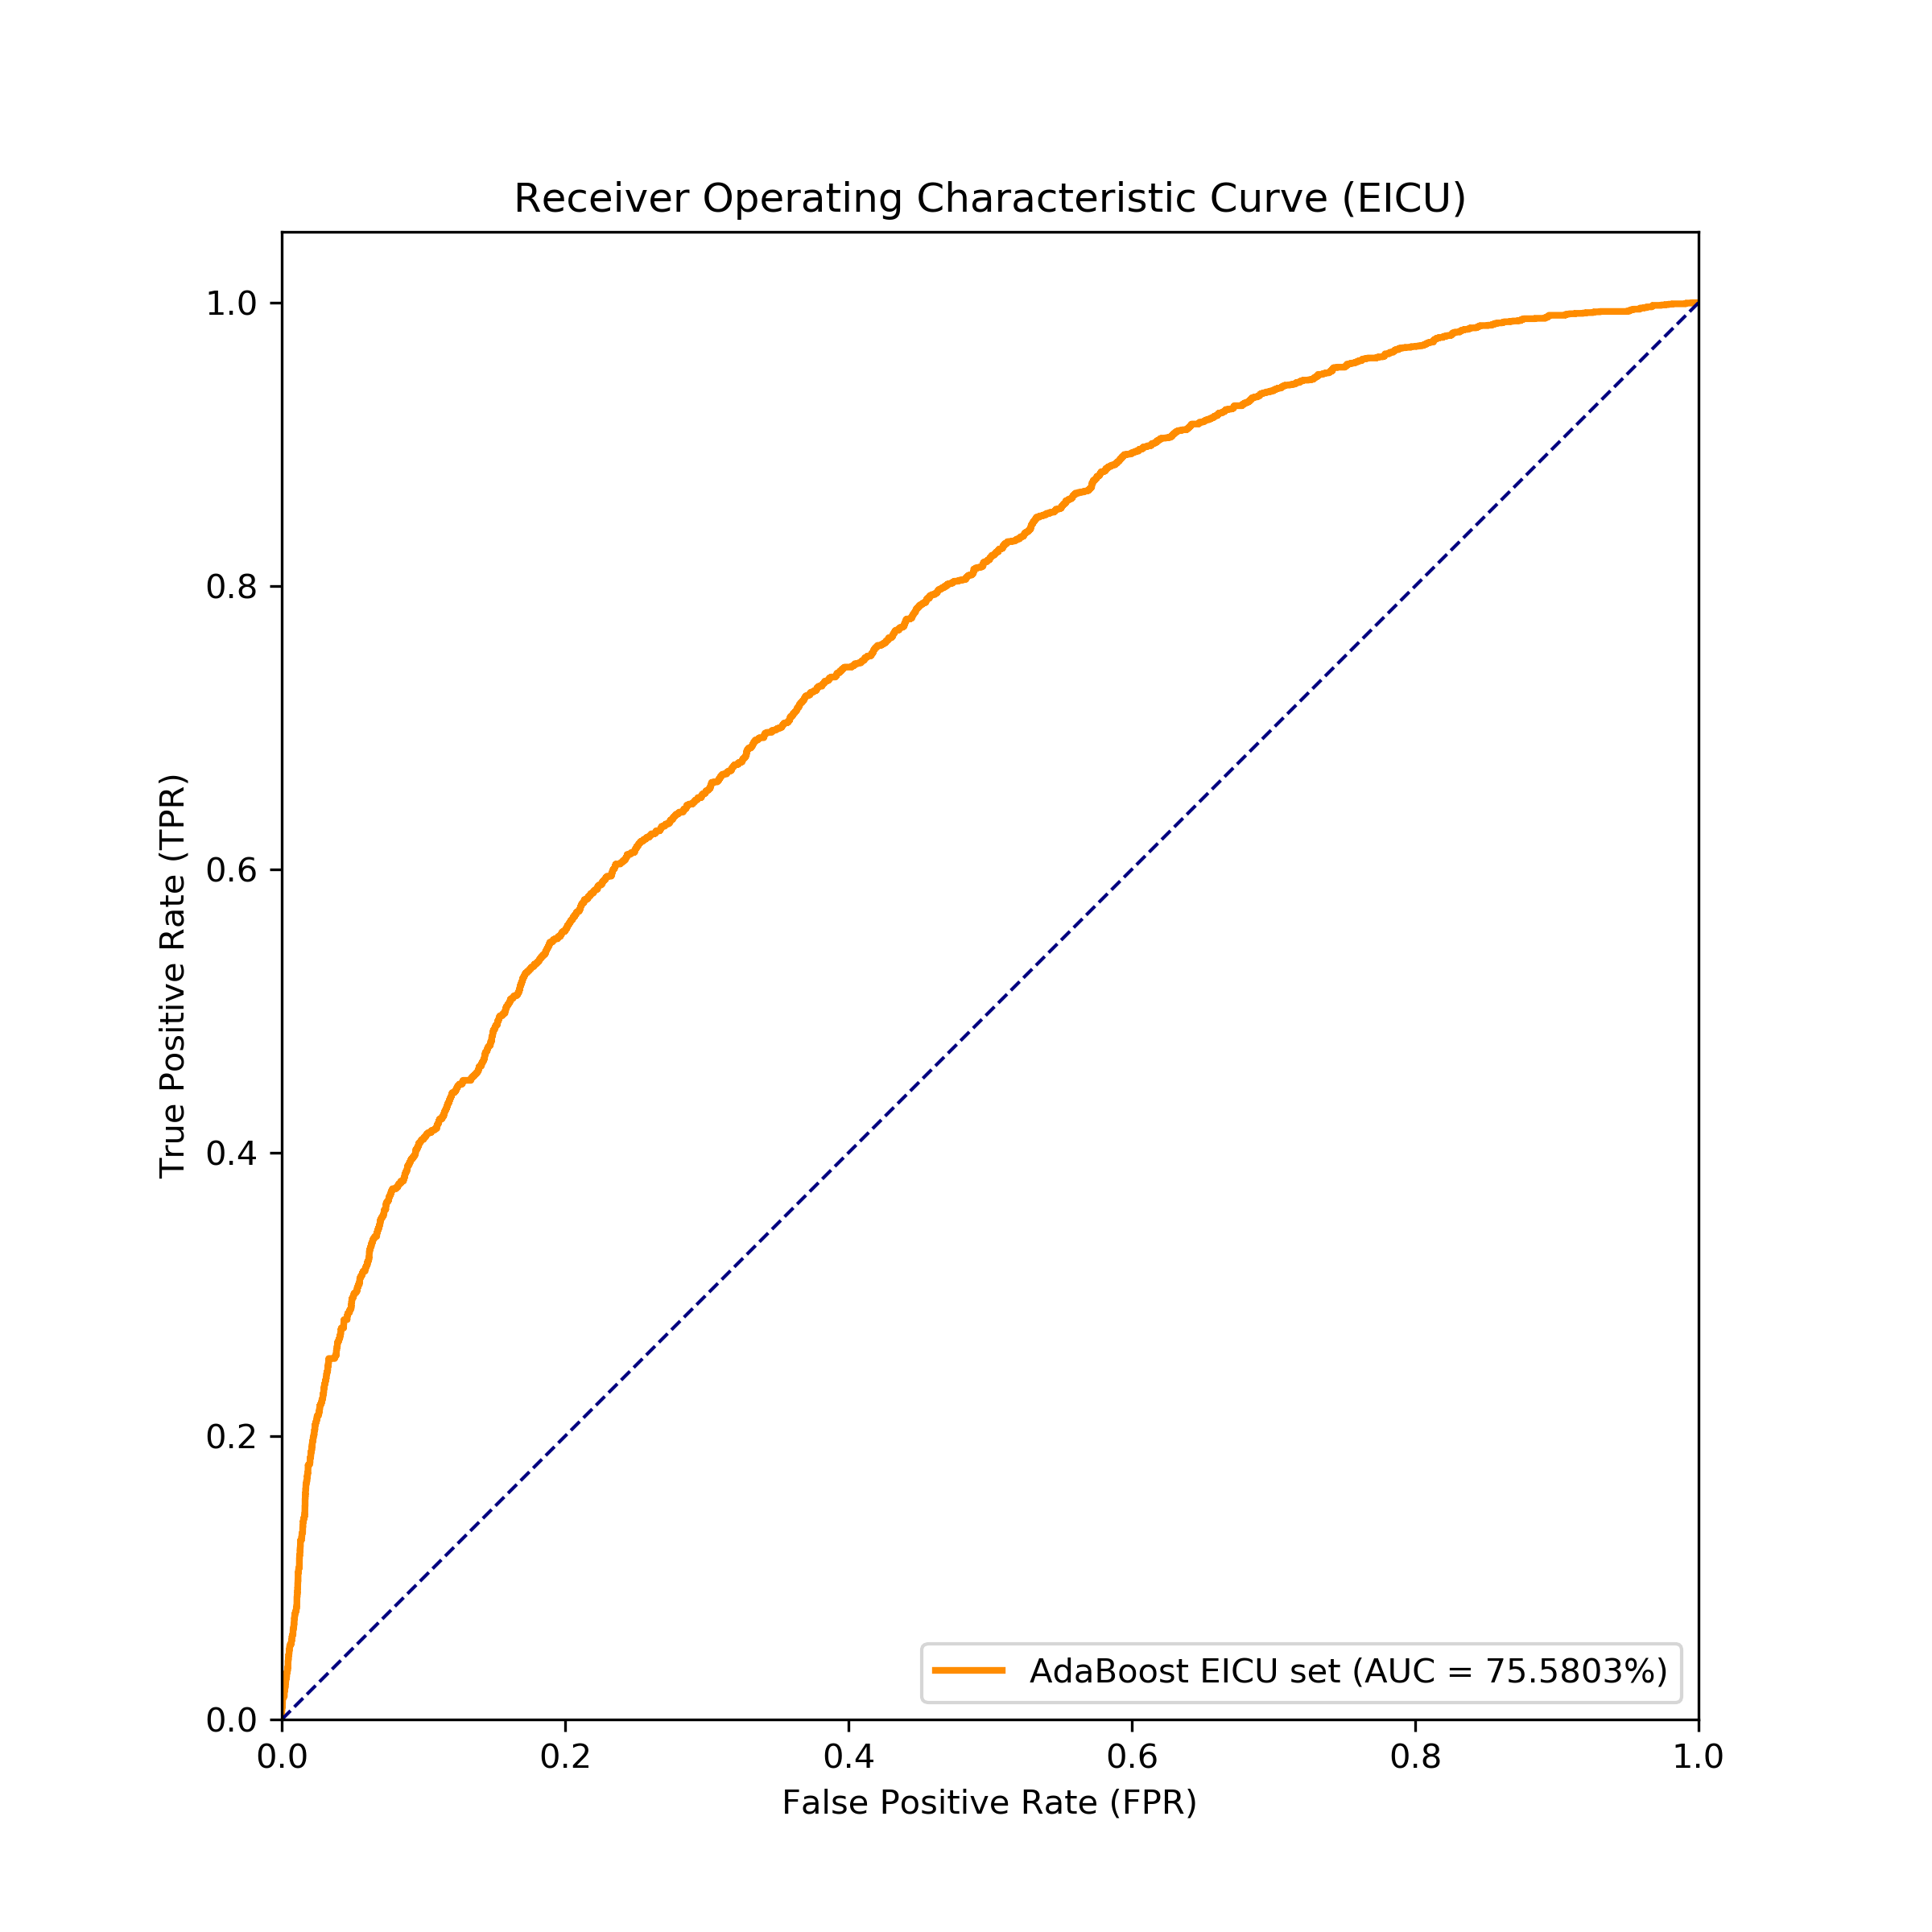 Receiver Operating Characteristic Curve (EICU)
True Positive Rate (TPR)
1.0
0.8
0.6
0.4
0.2
0.0
AdaBoost EICU set (AUC = 75.5803%)
0.0 0.2 0.4 0.6 0.8 1.0
False Positive Rate (FPR)